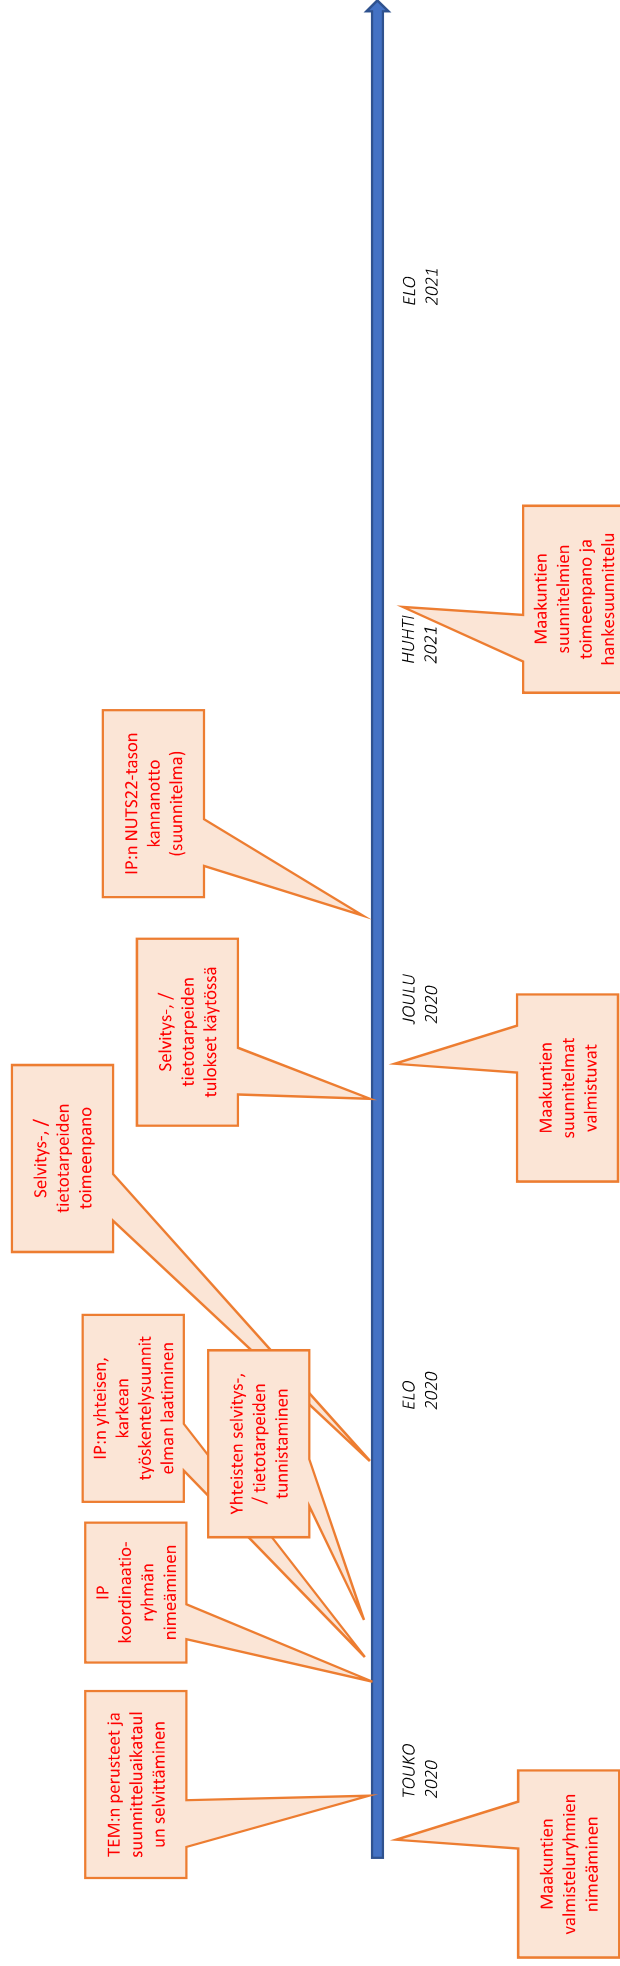 TEM:n perusteet ja
suunnitteluaikataul
un selvittäminen
IP
koordinaatio-
ryhmän
nimeäminen
IP:n yhteisen,
karkean
työskentelysuunnit
elman laatiminen
Yhteisten selvitys-,
/ tietotarpeiden
tunnistaminen
Selvitys-, /
tietotarpeiden
toimeenpano
Selvitys-, /
tietotarpeiden
tulokset käytössä
IP:n NUTS22-tason
kannanotto
(suunnitelma)
TOUKO
2020
ELO
2020
JOULU
2020
HUHTI
2021
ELO
2021
Maakuntien
valmisteluryhmien
nimeäminen
Maakuntien
suunnitelmat
valmistuvat
Maakuntien
suunnitelmien
toimeenpano ja
hankesuunnittelu